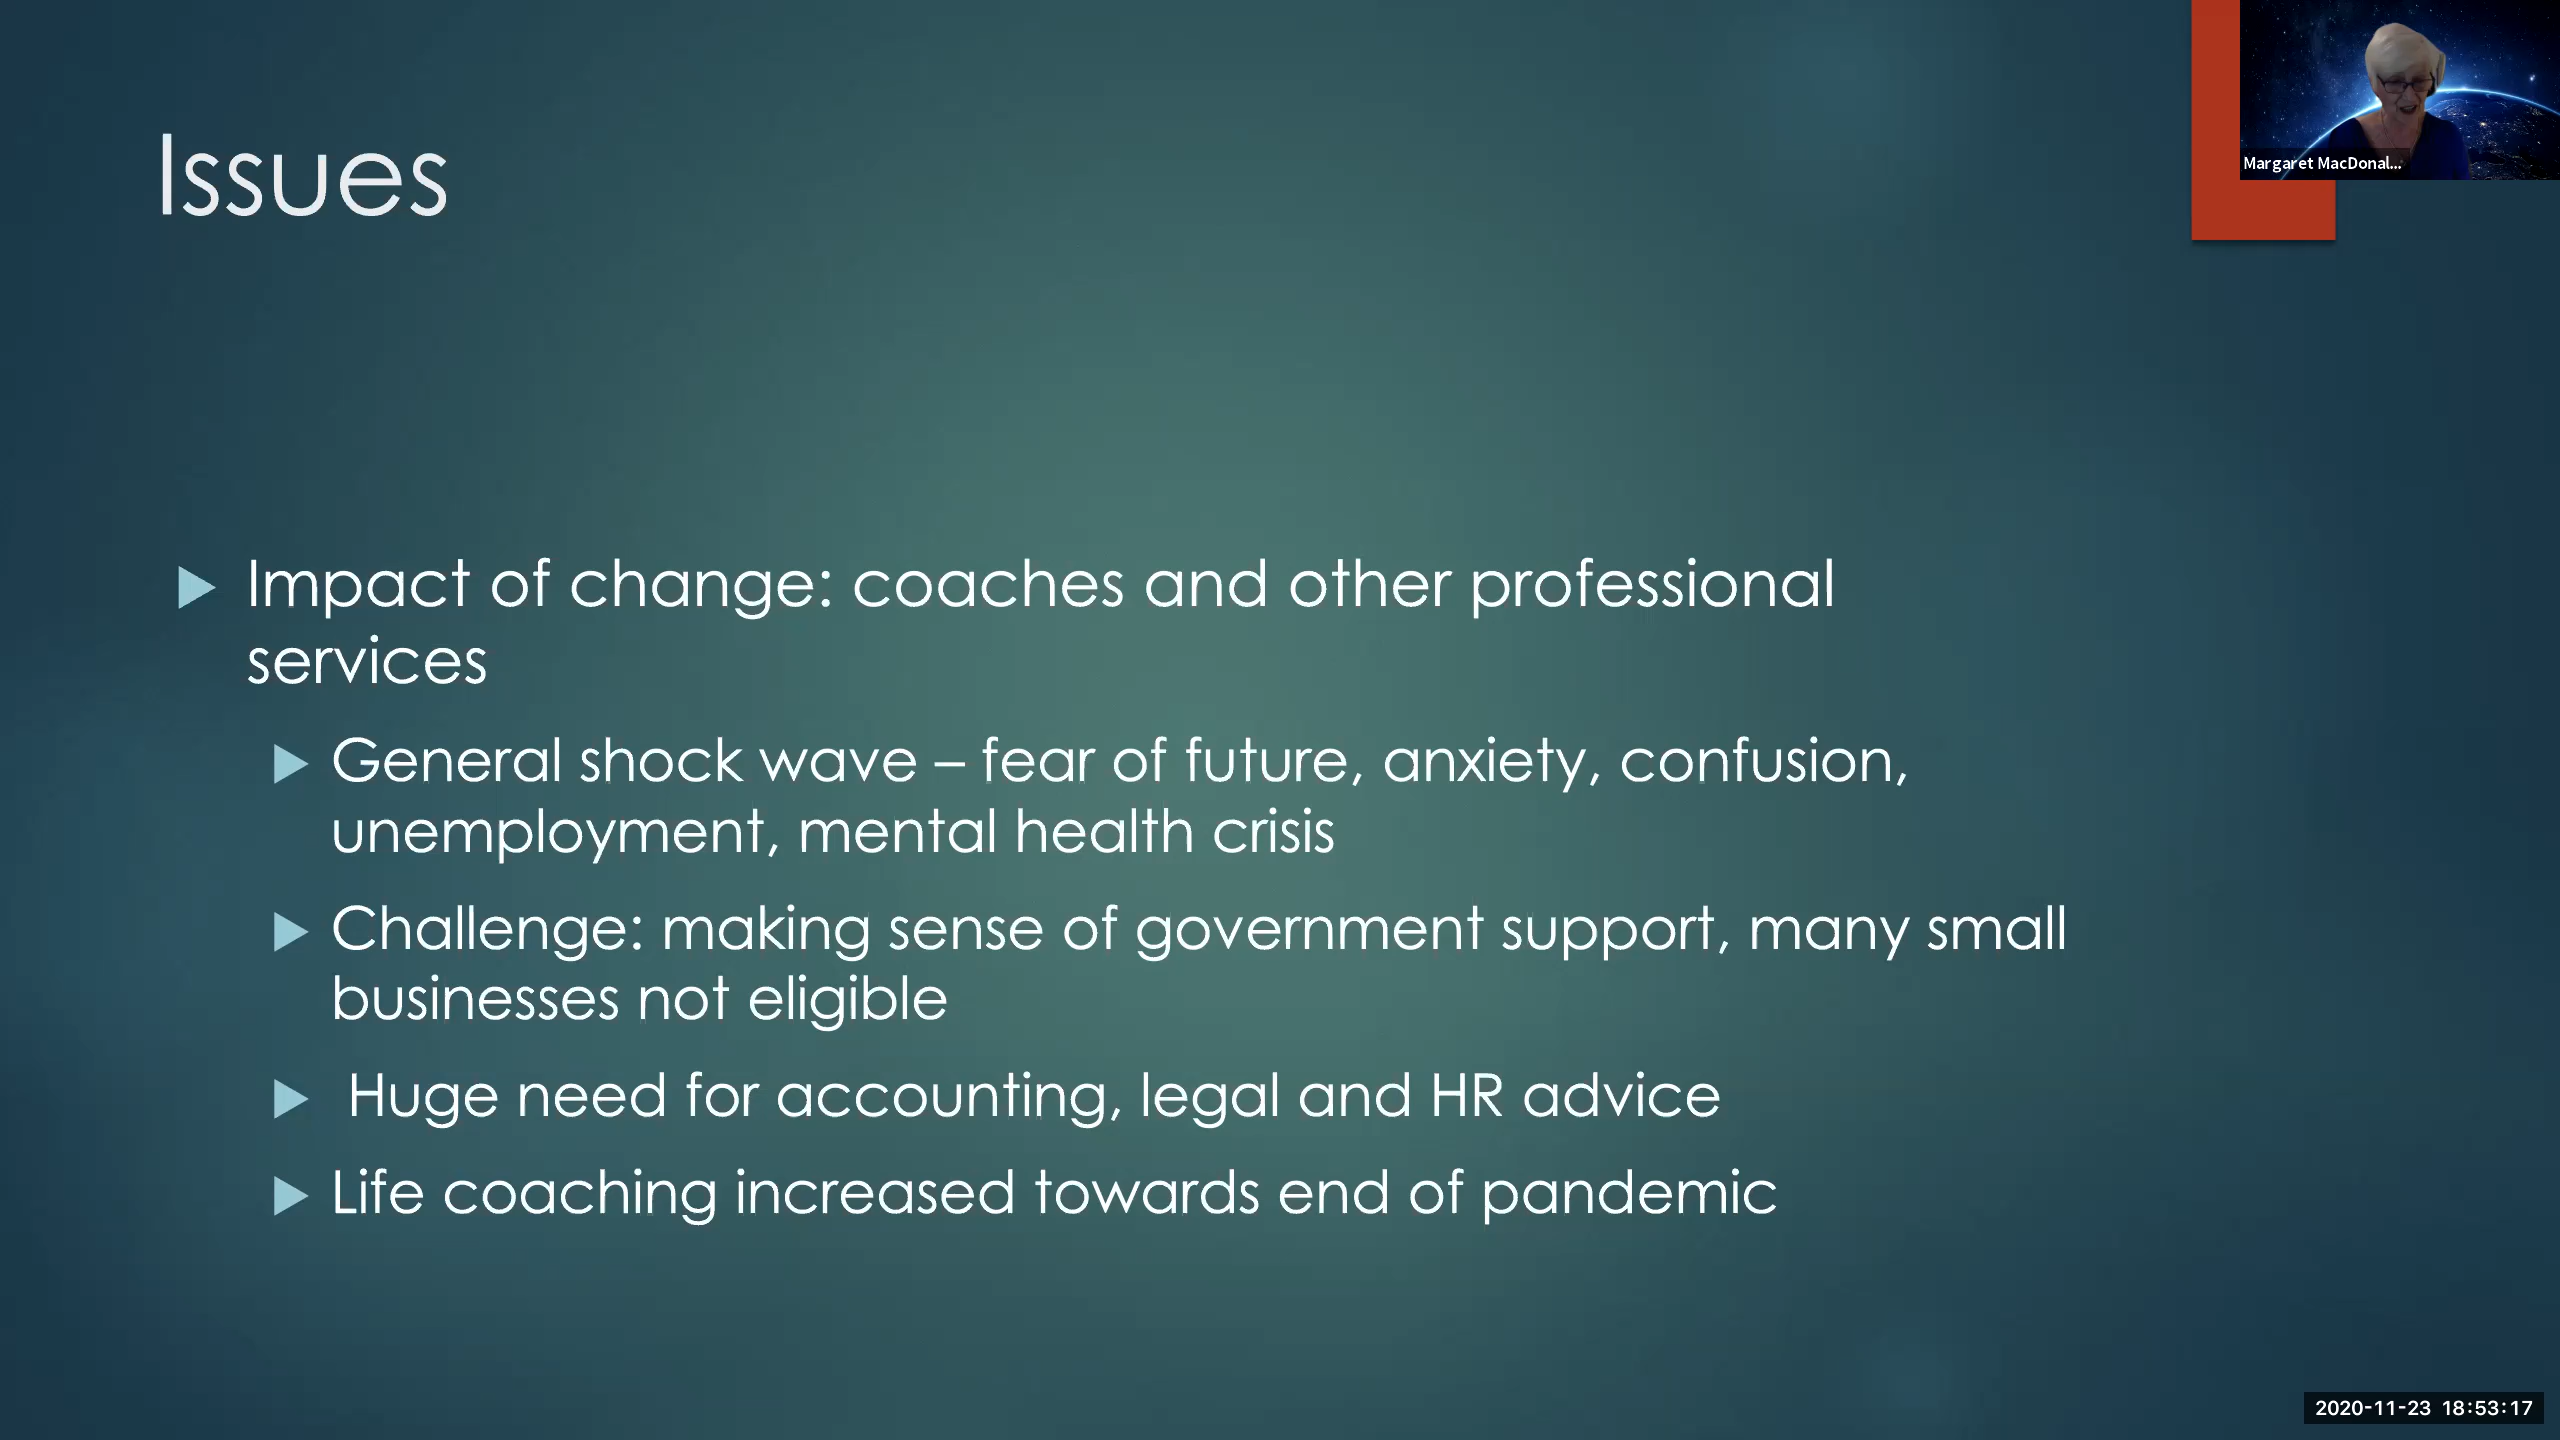 Issues
Margaret MacDonal...
▶ Impact of change: coaches and other professional
services
▶ General shock wave – fear of future, anxiety, confusion,
unemployment, mental health crisis
▶ Challenge: making sense of government support, many small
businesses not eligible
▶ Huge need for accounting, legal and HR advice
▶ Life coaching increased towards end of pandemic
2020-11-23 18:53:17